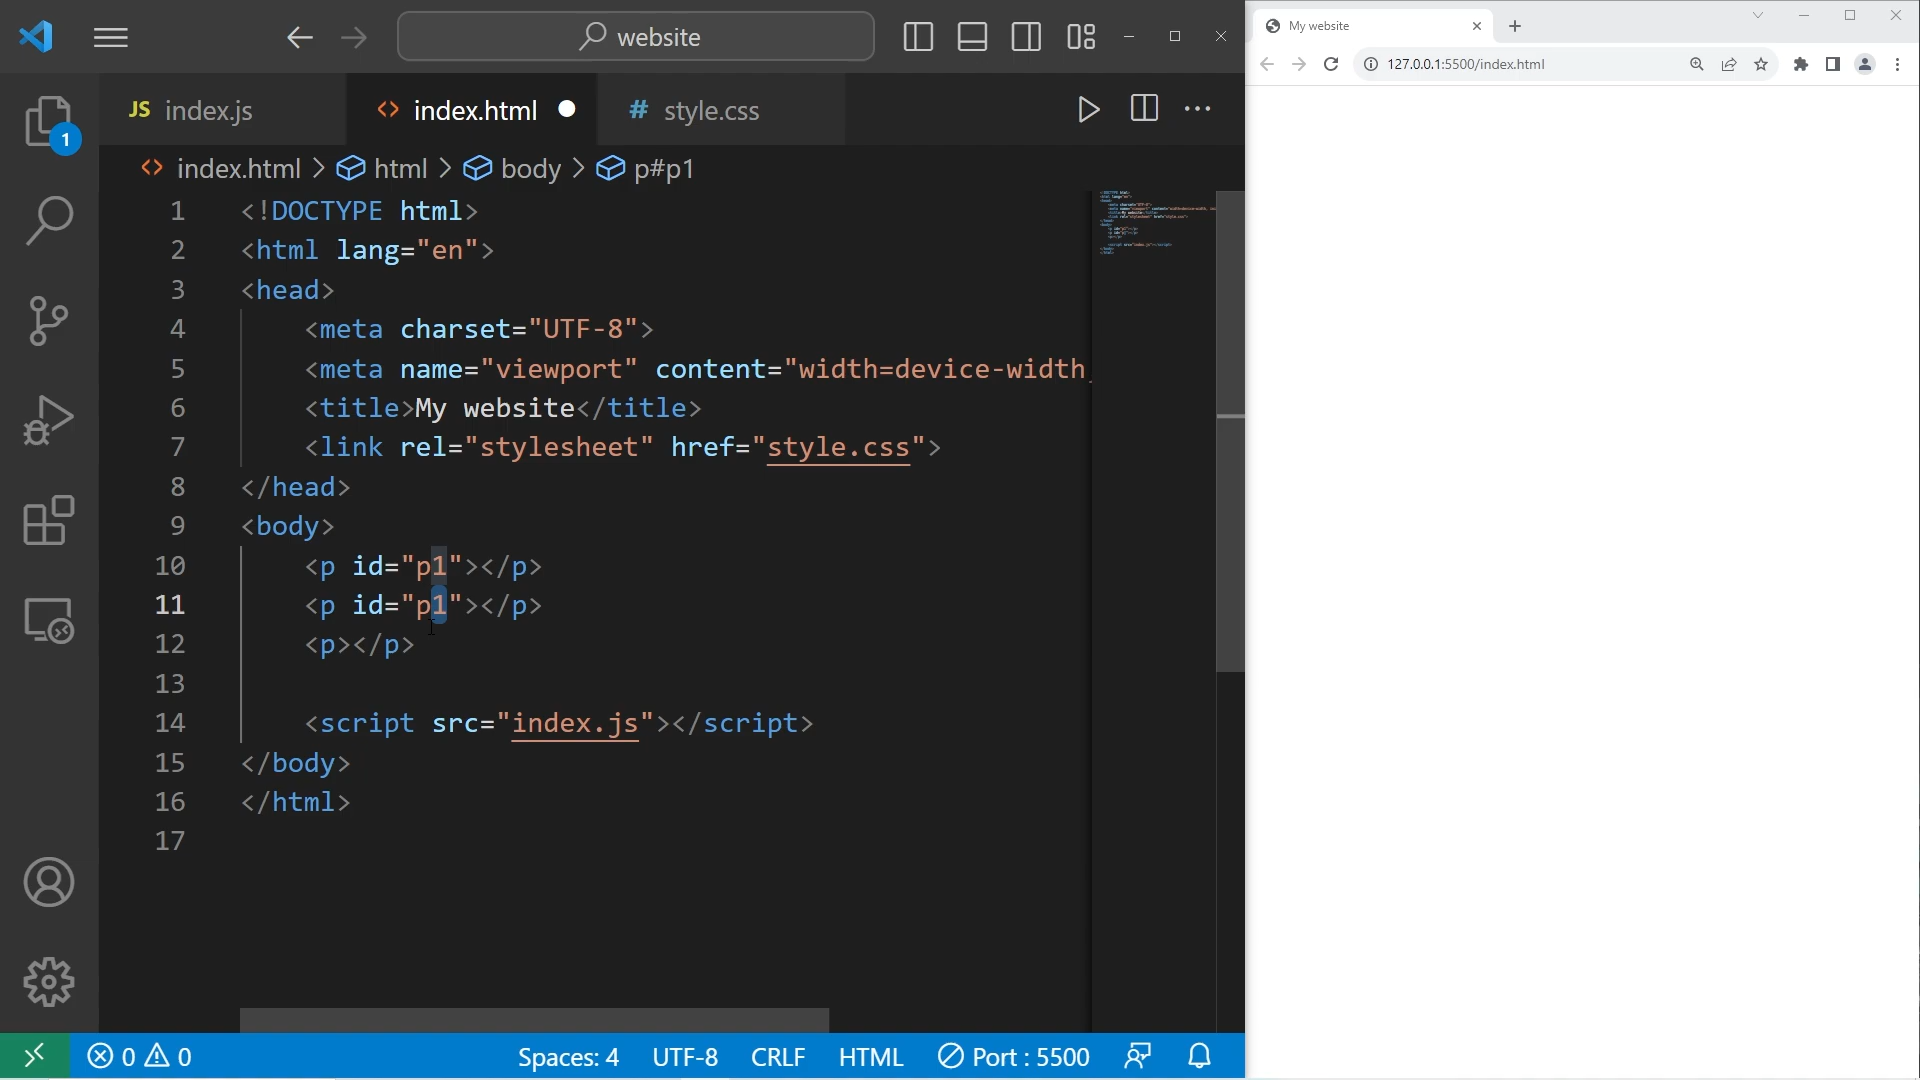 website
JS index.js
<> index.html
# style.css
<> index.html > html > body > p#p1
1 <!DOCTYPE html>
2 <html lang="en">
3 <head>
4 <meta charset="UTF-8">
5 <meta name="viewport" content="width=device-width
6 <title>My website</title>
7 <link rel="stylesheet" href="style.css">
8 </head>
9 <body>
10 <p id="p1"></p>
11 <p id="p1"></p>
12 <p></p>
13
14 <script src="index.js"></script>
15 </body>
16 </html>
17
1
0 0
Spaces: 4
UTF-8
CRLF
HTML
Port : 5500
My website
127.0.0.1:5500/index.html